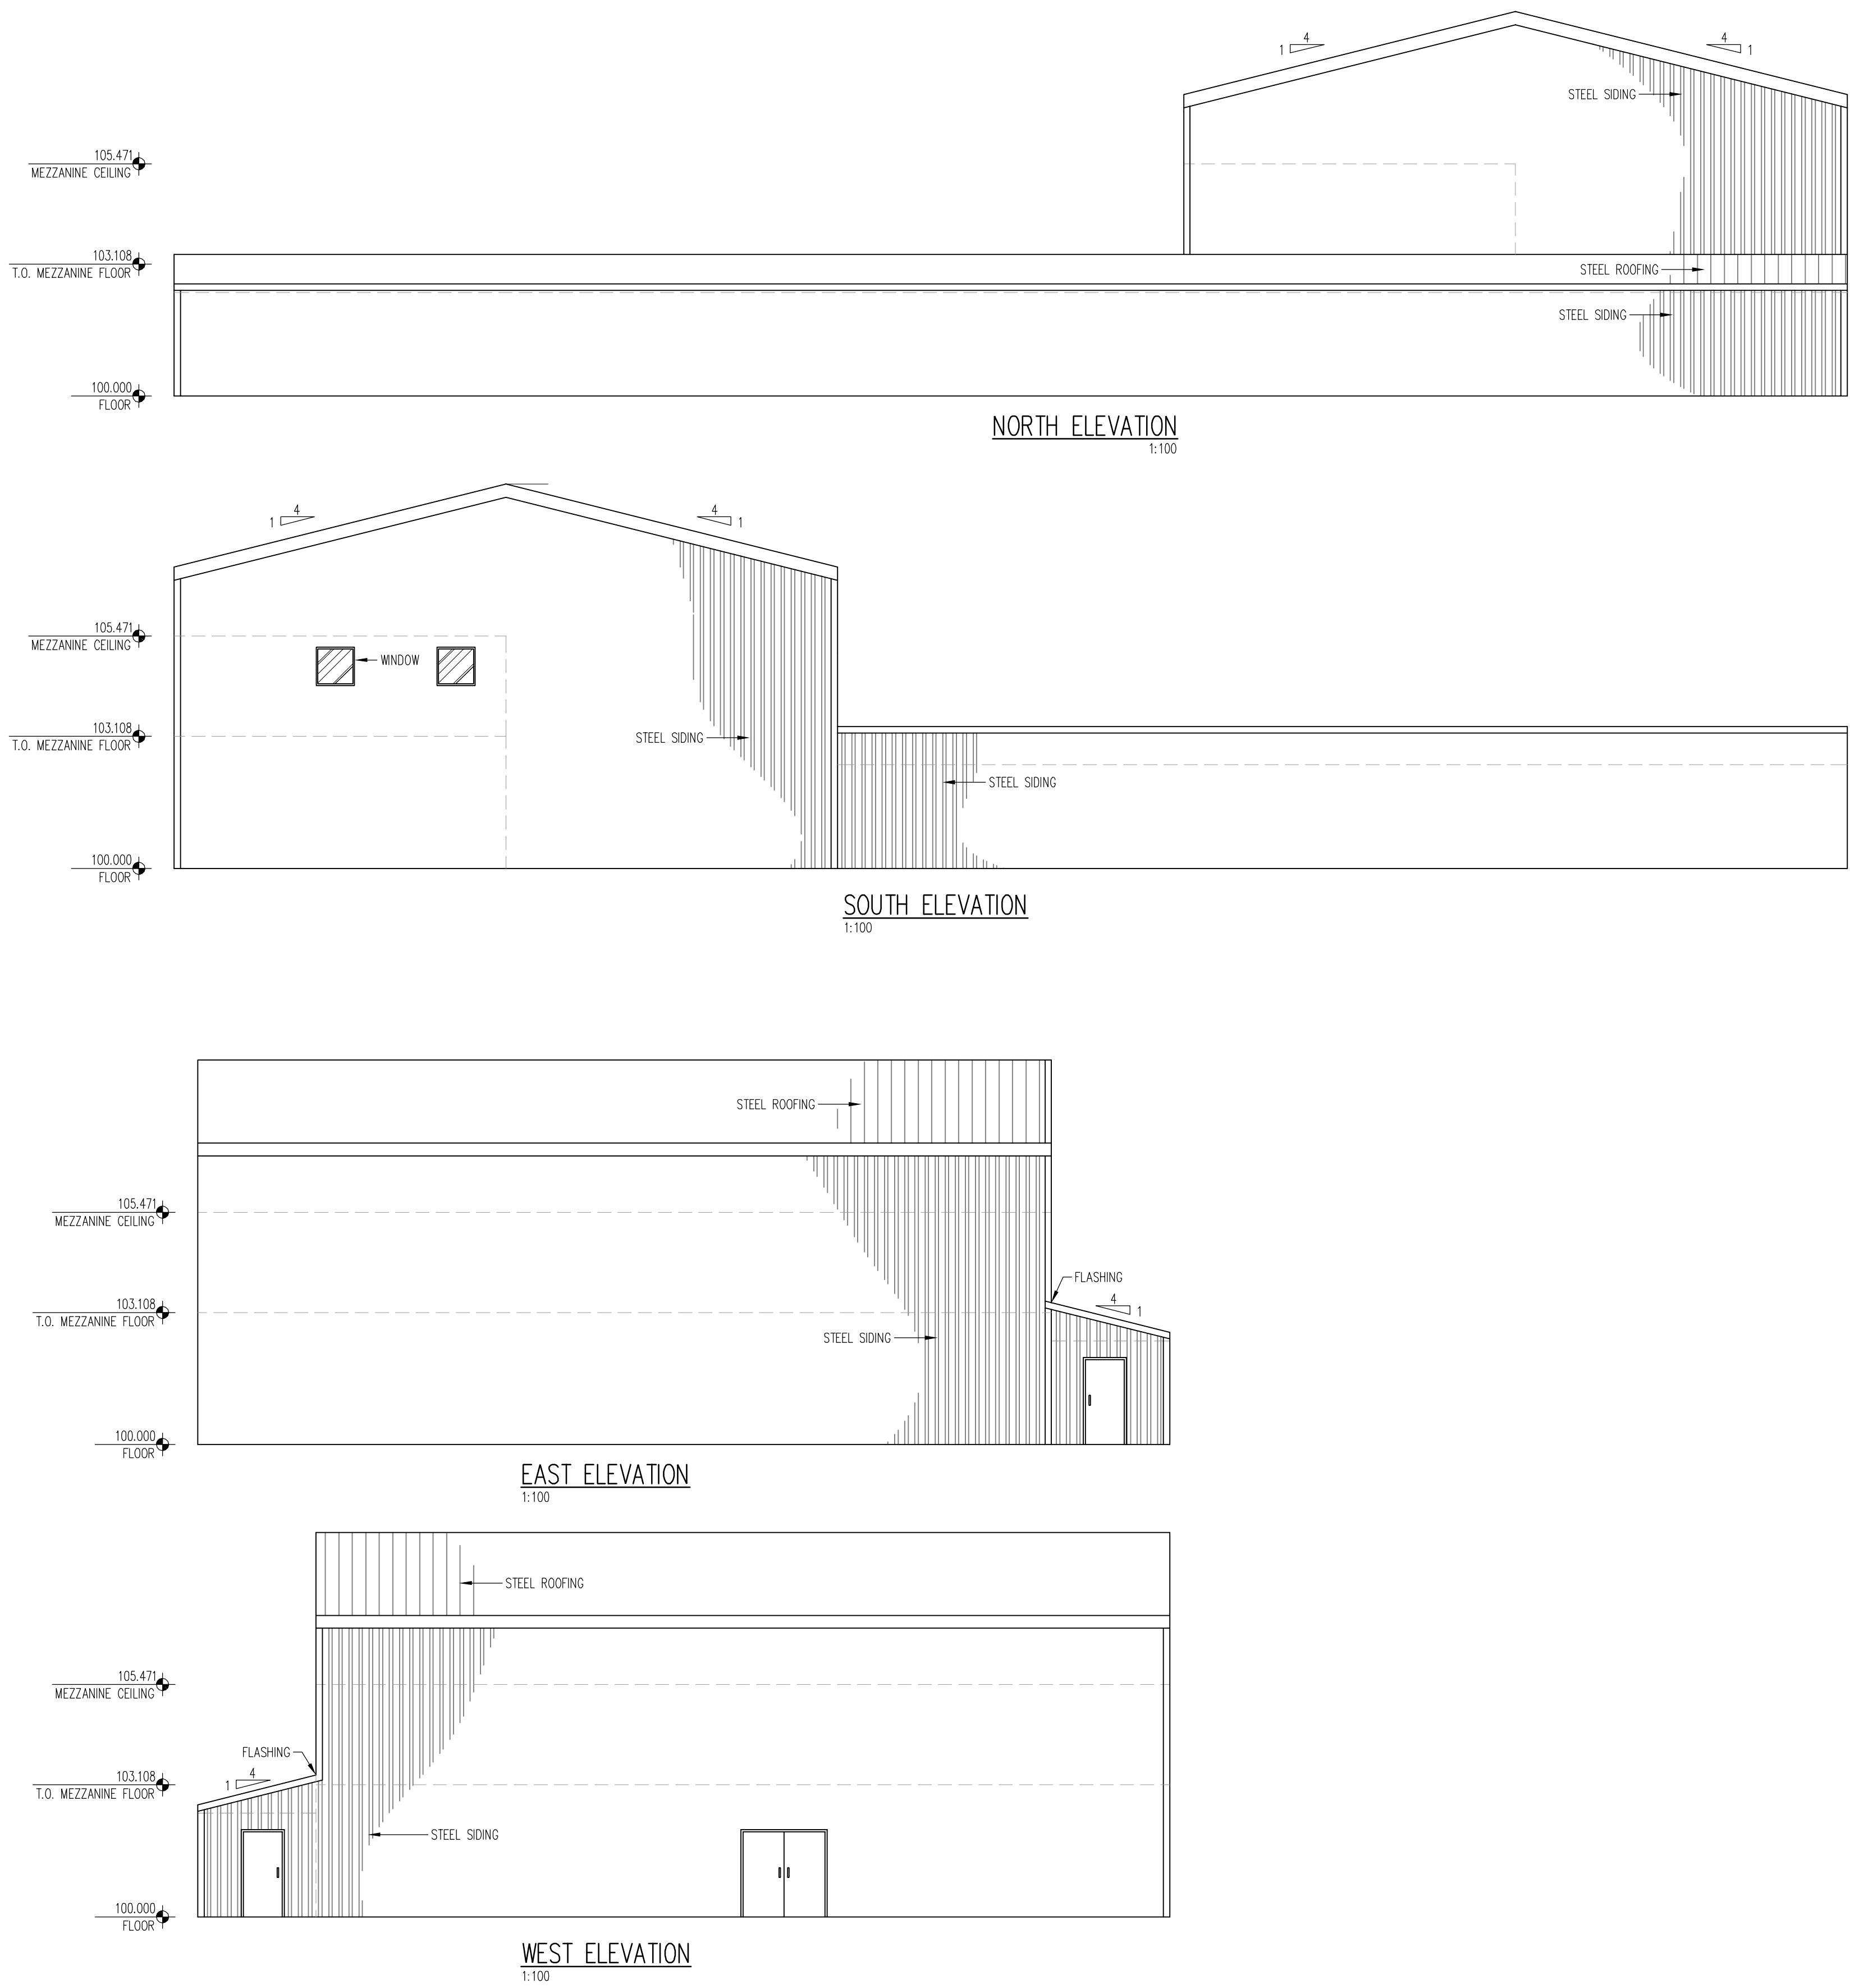 4
1
4
1
STEEL SIDING
105.471
MEZZANINE CEILING
103.108
T.O. MEZZANINE FLOOR
STEEL ROOFING
STEEL SIDING
100.000
FLOOR
NORTH ELEVATION
1:100
4
1
4
1
105.471
MEZZANINE CEILING
WINDOW
103.108
T.O. MEZZANINE FLOOR
STEEL SIDING
STEEL SIDING
100.000
FLOOR
SOUTH ELEVATION
1:100
STEEL ROOFING
105.471
MEZZANINE CEILING
FLASHING
4
1
103.108
T.O. MEZZANINE FLOOR
STEEL SIDING
100.000
FLOOR
EAST ELEVATION
1:100
STEEL ROOFING
105.471
MEZZANINE CEILING
FLASHING
4
1
103.108
T.O. MEZZANINE FLOOR
STEEL SIDING
100.000
FLOOR
WEST ELEVATION
1:100